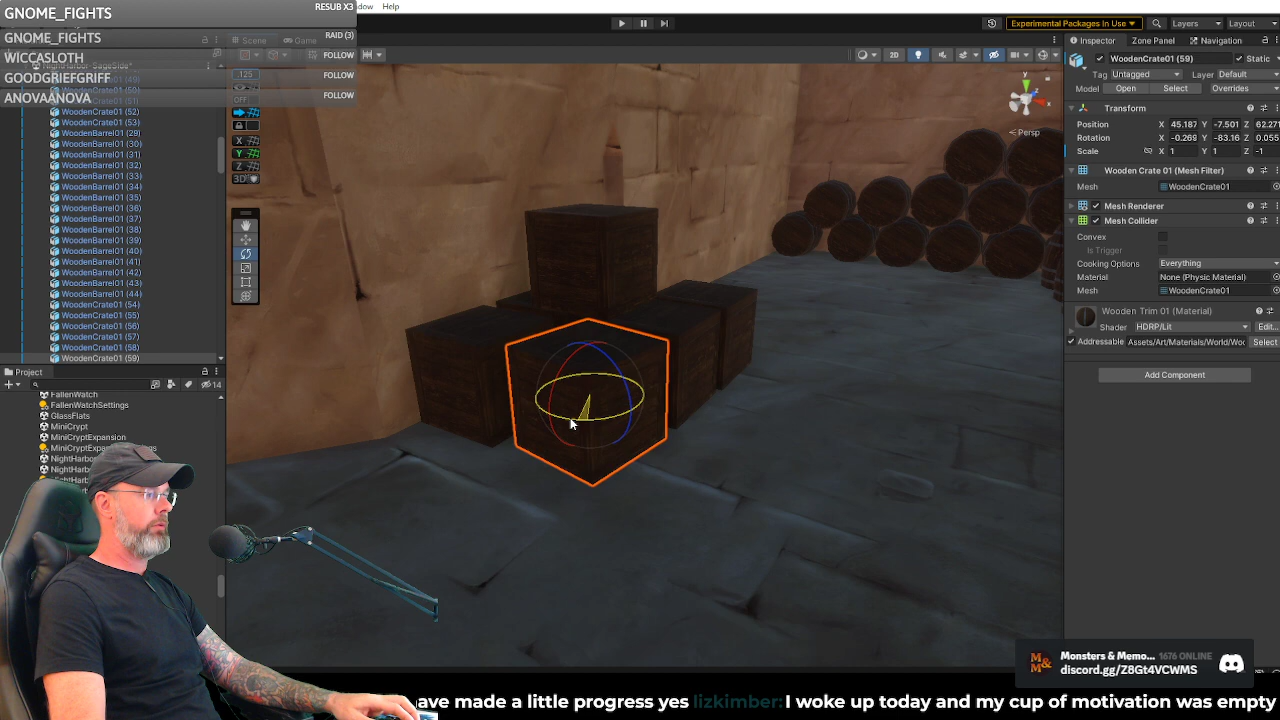 GNOME_FIGHTS RESUB X3
GNOME_FIGHTS RAID (3)
WICCASLOTH FOLLOW
GOODGRIEFGRIFF FOLLOW
ANOVAANOVA FOLLOW
Help
Experimental Packages In Use
Layers
Layout
Scene
Game
2D
125
OFF
X
Y
Z
3D
Persp
WoodenCrate01 (52)
WoodenCrate01 (53)
WoodenBarrel01 (29)
WoodenBarrel01 (30)
WoodenBarrel01 (31)
WoodenBarrel01 (32)
WoodenBarrel01 (33)
WoodenBarrel01 (34)
WoodenBarrel01 (35)
WoodenBarrel01 (36)
WoodenBarrel01 (37)
WoodenBarrel01 (38)
WoodenBarrel01 (39)
WoodenBarrel01 (40)
WoodenBarrel01 (41)
WoodenBarrel01 (42)
WoodenBarrel01 (43)
WoodenBarrel01 (44)
WoodenCrate01 (54)
WoodenCrate01 (55)
WoodenCrate01 (56)
WoodenCrate01 (57)
WoodenCrate01 (58)
WoodenCrate01 (59)
Project
14
FallenWatch
FallenWatchSettings
GlassFlats
MiniCrypt
MiniCryptExpansion
Inspector Zone Panel Navigation
WoodenCrate01 (59) Static
Tag Untagged Layer Default
Model Open Select Overrides
Transform
Position X 45.187 Y -7.501 Z 62.271
Rotation X -0.268 Y -83.16 Z 0.055
Scale X 1 Y 1 Z -1
Wooden Crate 01 (Mesh Filter)
Mesh WoodenCrate01
Mesh Renderer
Mesh Collider
Convex
Is Trigger
Cooking Options Everything
Material None (Physic Material)
Mesh WoodenCrate01
Wooden Trim 01 (Material)
Shader HDRP/Lit Edit...
Addressable Assets/Art/Materials/World/Woo Select
Add Component
Monsters & Memo... 1676 ONLINE
discord.gg/Z8Gt4VCWMS
ave made a little progress yes lizkimber: I woke up today and my cup of motivation was empty